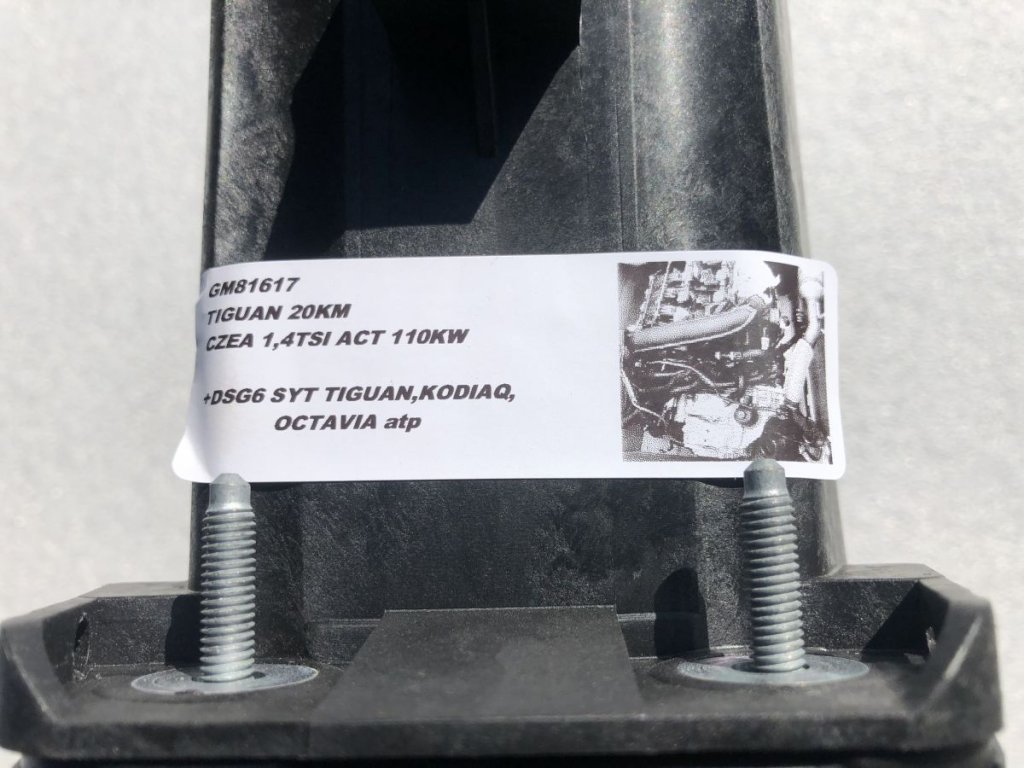 GM81617
TIGUAN 20KM
CZEA 1,4TSI ACT 110KW
+DSG6 SYT TIGUAN,KODIAQ,
OCTAVIA atp